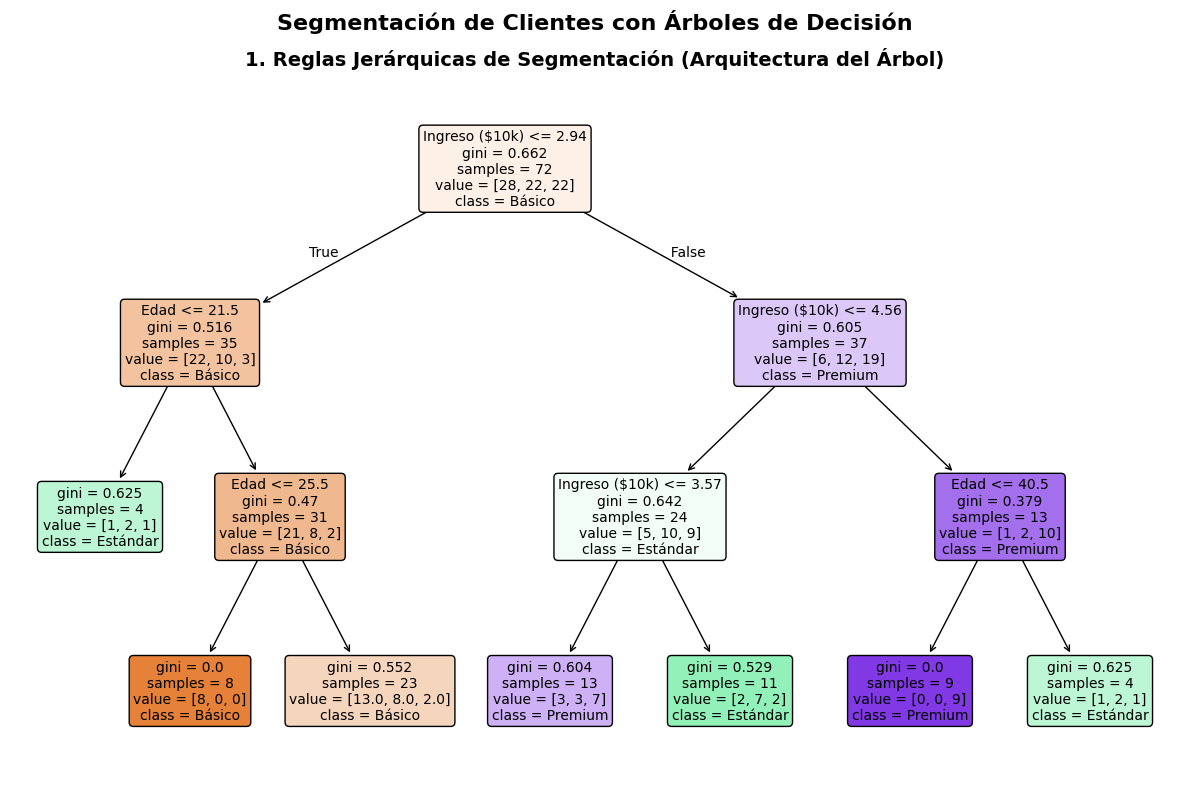 Segmentación de Clientes con Árboles de Decisión
1. Reglas Jerárquicas de Segmentación (Arquitectura del Árbol)
Ingreso ($10k) <= 2.94
gini = 0.662
samples = 72
value = [28, 22, 22]
class = Básico
True
False
Edad <= 21.5
gini = 0.516
samples = 35
value = [22, 10, 3]
class = Básico
Ingreso ($10k) <= 4.56
gini = 0.605
samples = 37
value = [6, 12, 19]
class = Premium
gini = 0.625
samples = 4
value = [1, 2, 1]
class = Estándar
Edad <= 25.5
gini = 0.47
samples = 31
value = [21, 8, 2]
class = Básico
Ingreso ($10k) <= 3.57
gini = 0.642
samples = 24
value = [5, 10, 9]
class = Estándar
Edad <= 40.5
gini = 0.379
samples = 13
value = [1, 2, 10]
class = Premium
gini = 0.0
samples = 8
value = [8, 0, 0]
class = Básico
gini = 0.552
samples = 23
value = [13.0, 8.0, 2.0]
class = Básico
gini = 0.604
samples = 13
value = [3, 3, 7]
class = Premium
gini = 0.529
samples = 11
value = [2, 7, 2]
class = Estándar
gini = 0.0
samples = 9
value = [0, 0, 9]
class = Premium
gini = 0.625
samples = 4
value = [1, 2, 1]
class = Estándar